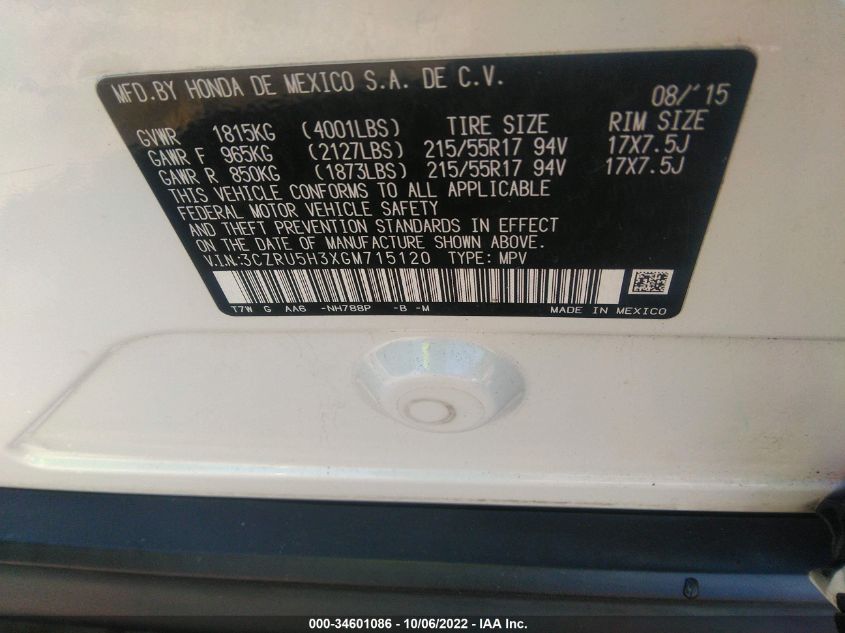 MFD.BY HONDA DE MEXICO S.A. DE C.V. 08/'15
GVWR 1815KG (4001LBS) TIRE SIZE RIM SIZE
GAWR F 965KG (2127LBS) 215/55R17 94V 17X7.5J
GAWR R 850KG (1873LBS) 215/55R17 94V 17X7.5J
THIS VEHICLE CONFORMS TO ALL APPLICABLE
FEDERAL MOTOR VEHICLE SAFETY
AND THEFT PREVENTION STANDARDS IN EFFECT
ON THE DATE OF MANUFACTURE SHOWN ABOVE.
V.I.N:3CZRU5H3XGM715120 TYPE: MPV
T7W G AA6 -NH788P -B -M MADE IN MEXICO
000-34601086 - 10/06/2022 - IAA Inc.